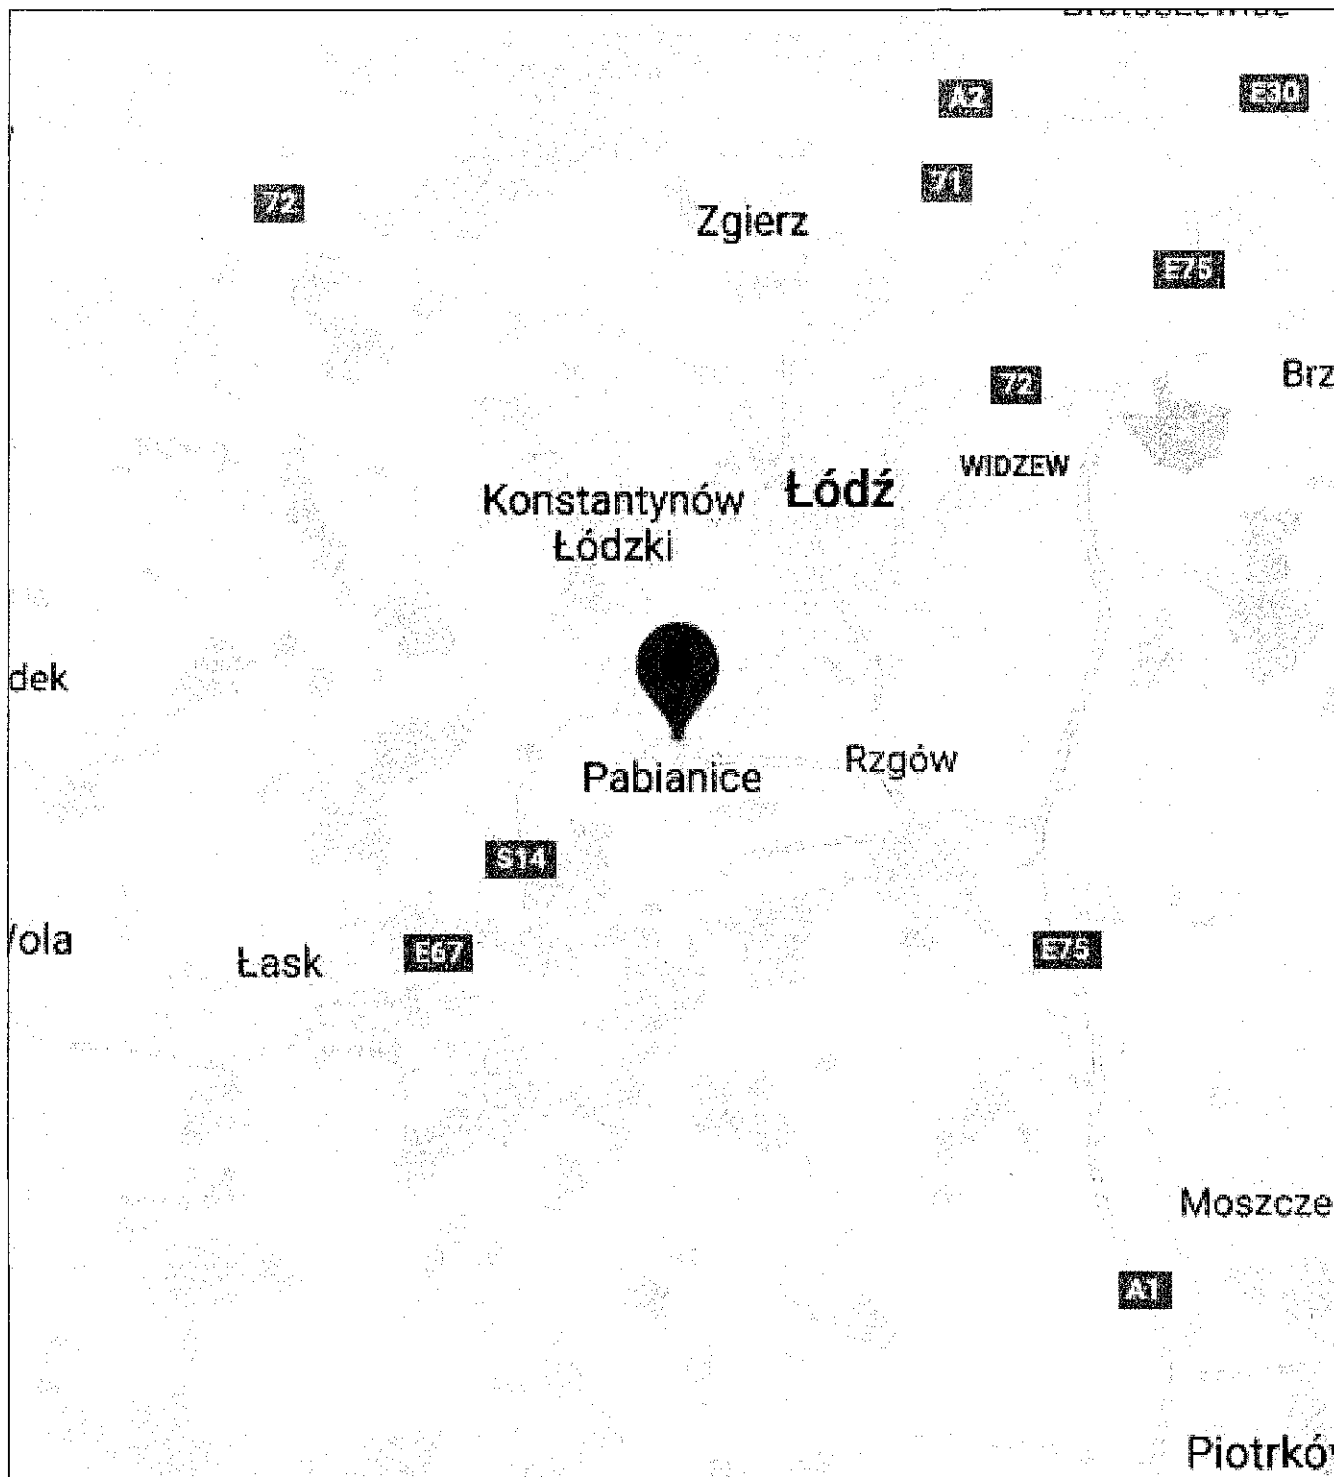 A2
E30
71
72
Zgierz
E75
72
Brz
WIDZEW
Łódź
Konstantynów
Łódzki
dek
Rzgów
Pabianice
S14
ola
Łask
E67
E75
Moszcze
A1
Piotrków